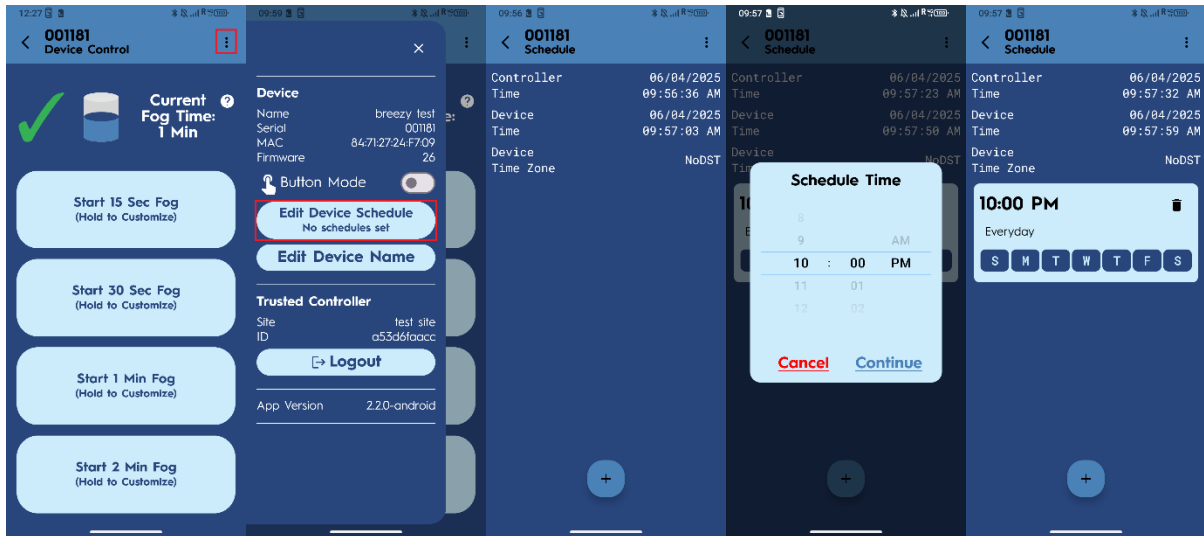 12:27
001181
Device Control
Current
Fog Time:
1 Min
Start 15 Sec Fog
(Hold to Customize)
Start 30 Sec Fog
(Hold to Customize)
Start 1 Min Fog
(Hold to Customize)
Start 2 Min Fog
(Hold to Customize)
09:59
Device
Name breezy test
Serial 001181
MAC 84:71:27:24:F7:09
Firmware 26
Button Mode
Edit Device Schedule
No schedules set
Edit Device Name
Trusted Controller
Site test site
ID a53d6faacc
Logout
App Version 2.2.0-android
09:56
001181
Schedule
Controller 06/04/2025
Time 09:56:36 AM
Device 06/04/2025
Time 09:57:03 AM
Device
Time Zone NoDST
+
09:57
001181
Schedule
Controller 06/04/2025
Time 09:57:23 AM
Device 06/04/2025
Time 09:57:50 AM
Device
NoDST
Schedule Time
8
9 AM
10 : 00 PM
11 01
12 02
Cancel Continue
+
09:57
001181
Schedule
Controller 06/04/2025
Time 09:57:32 AM
Device 06/04/2025
Time 09:57:59 AM
Device
Time Zone NoDST
10:00 PM
Everyday
S M T W T F S
+